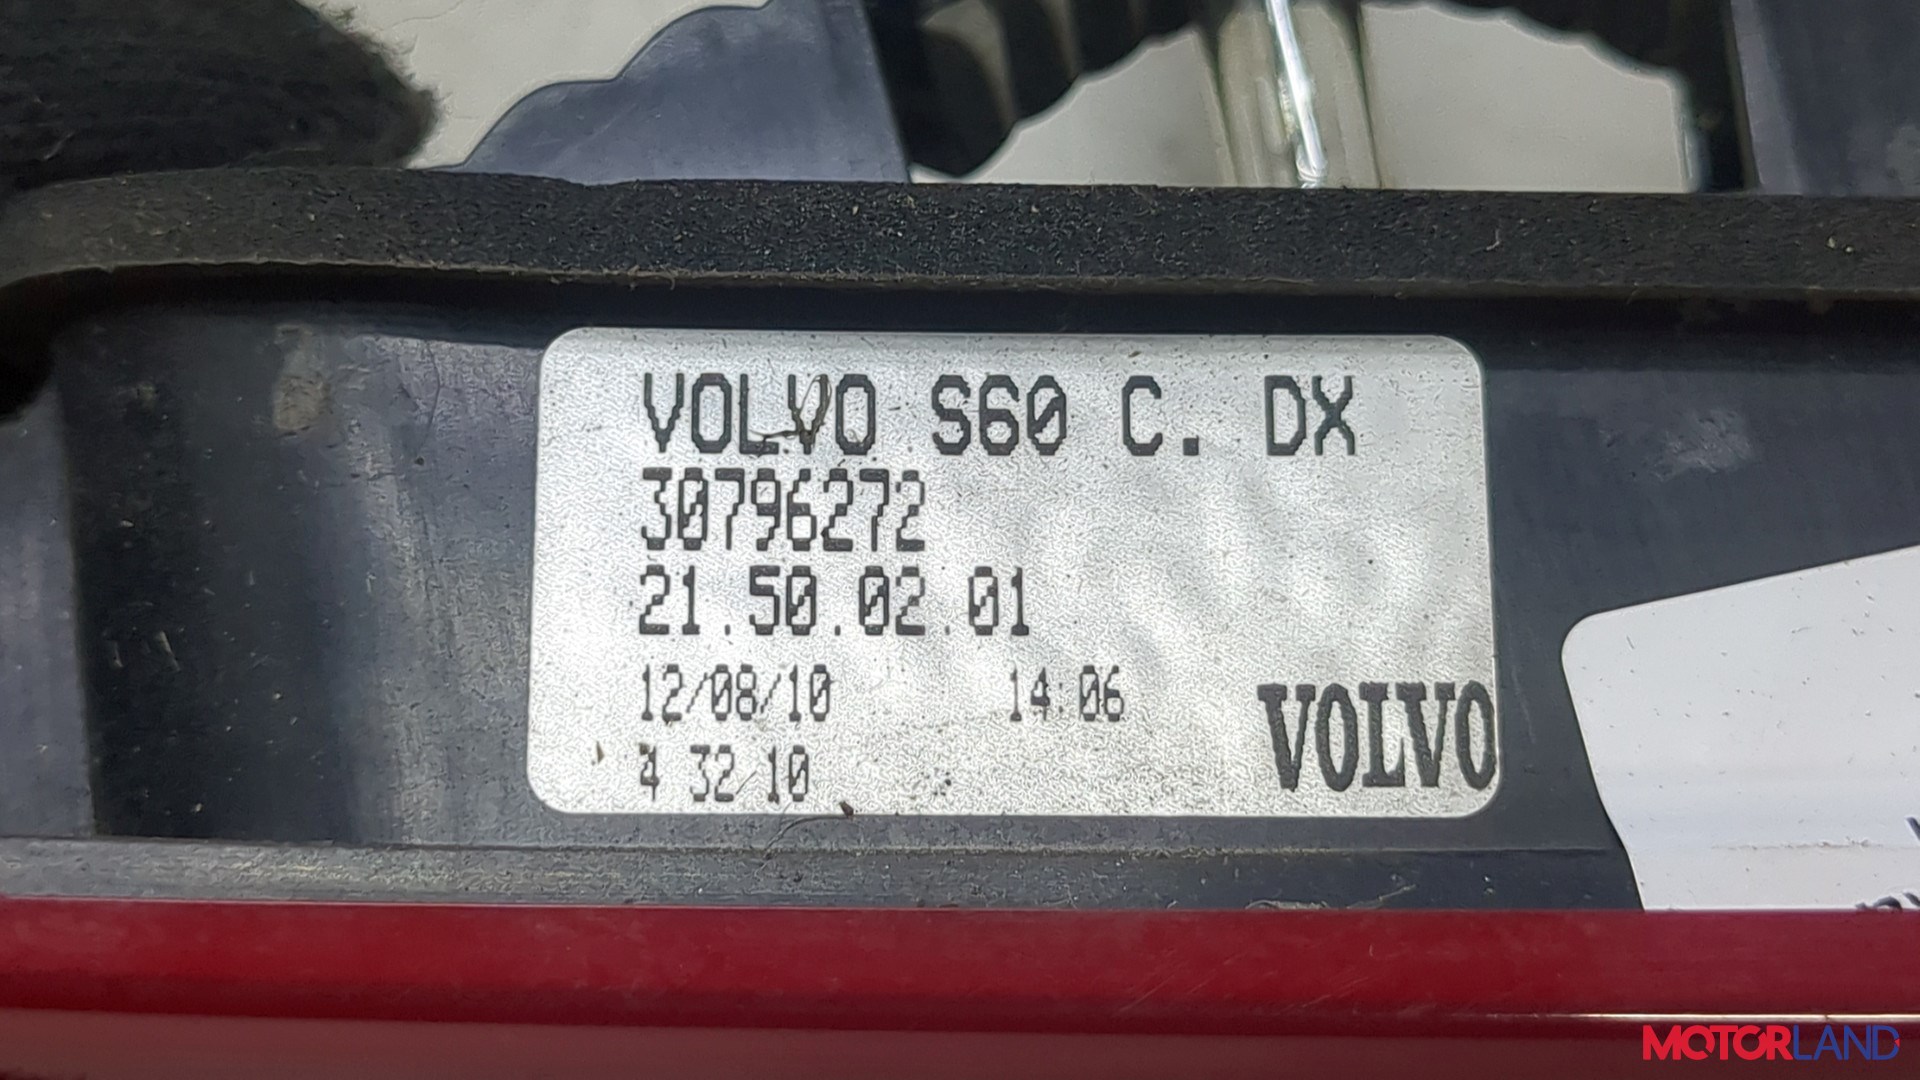 VOLVO S60 C. DX
30796272
21.50.02.01
12/08/10 14:06
4 32/10
VOLVO
MOTORLAND